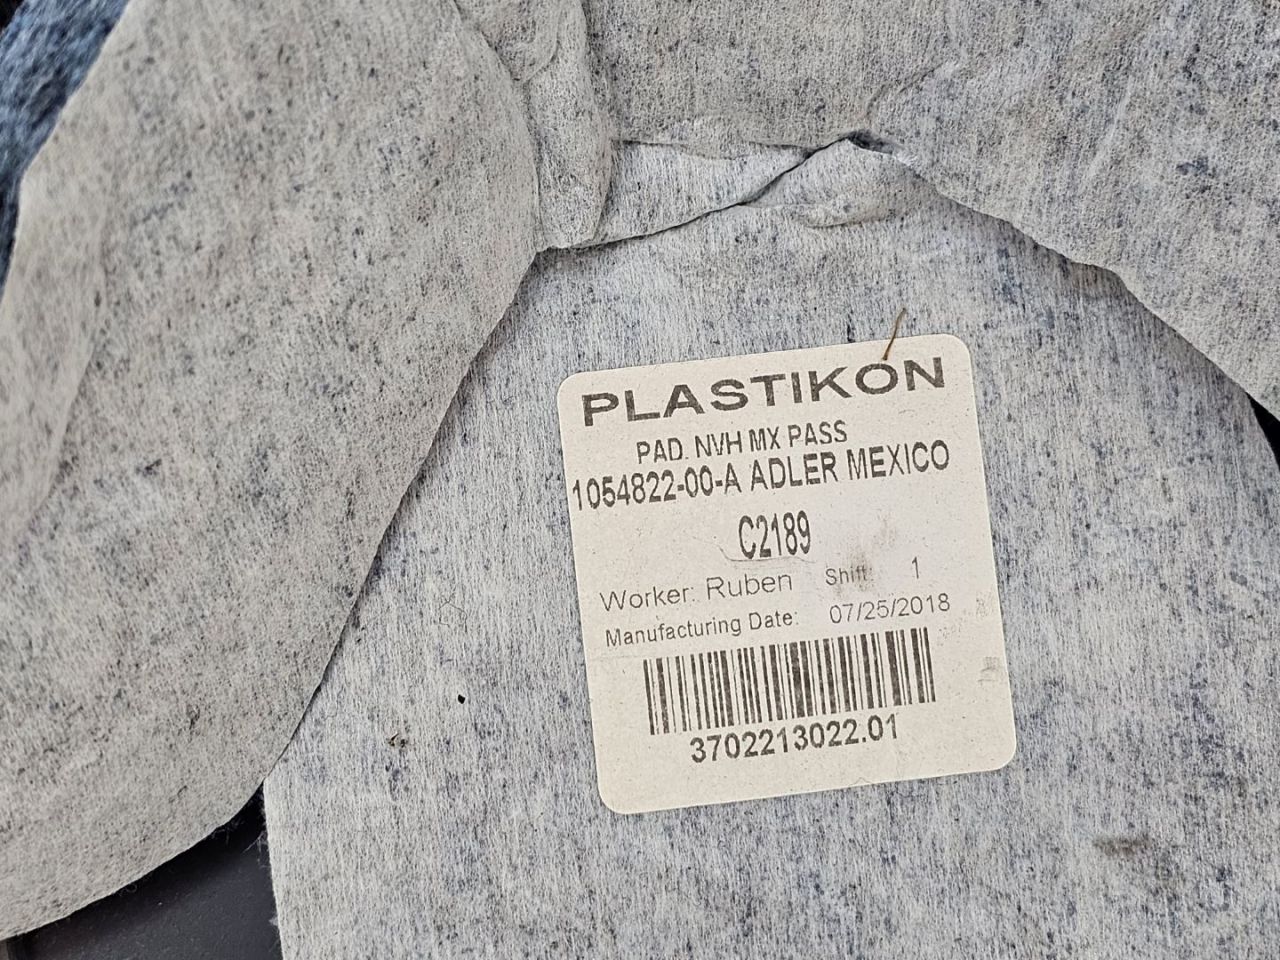 PLASTIKON
PAD. NVH MX PASS
1054822-00-A ADLER MEXICO
C2189
Worker: Ruben Shift: 1
Manufacturing Date: 07/25/2018
3702213022.01